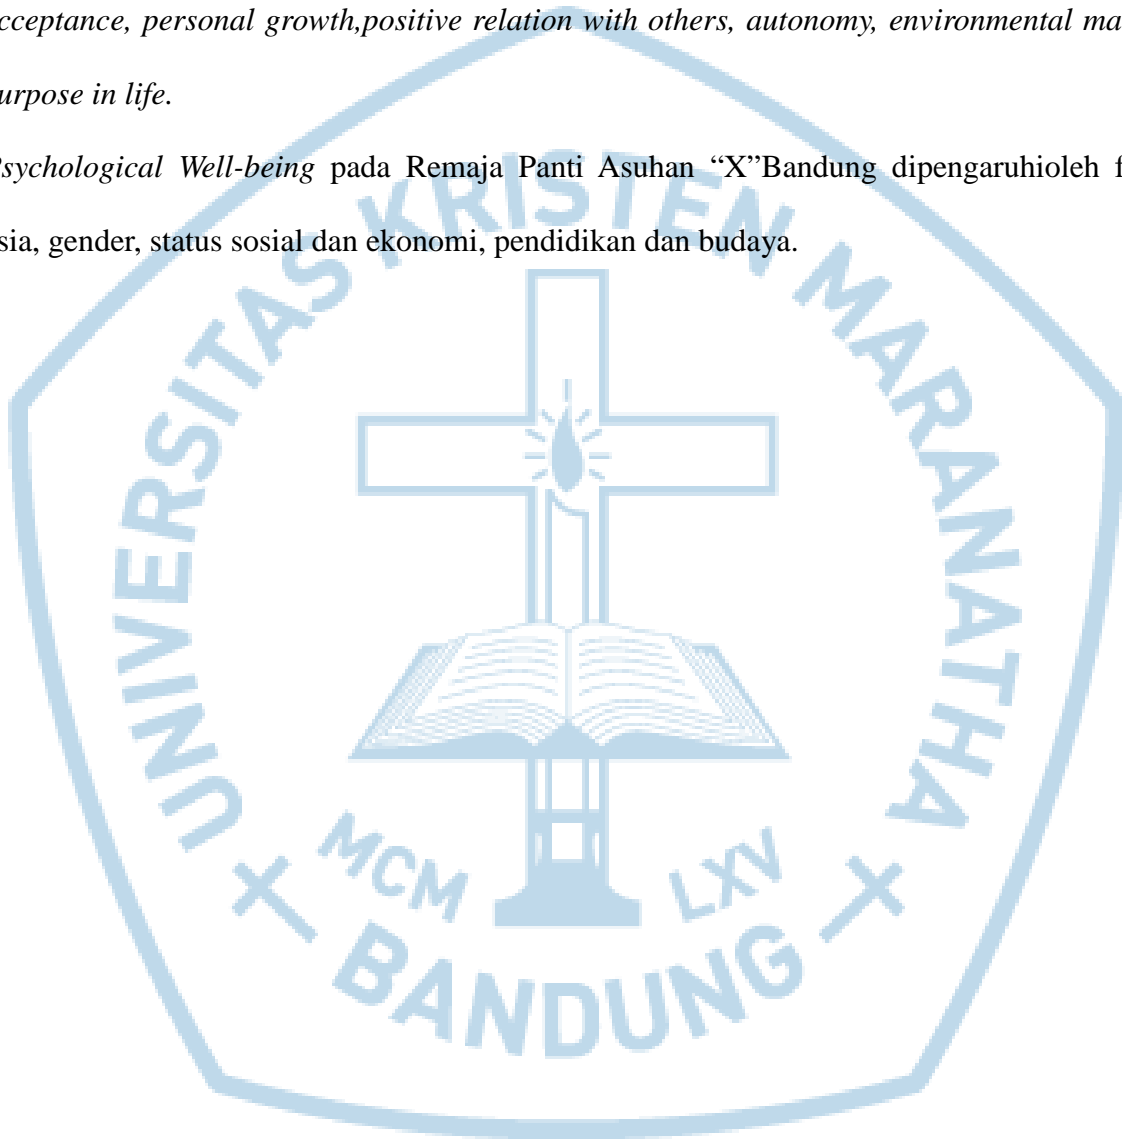 cceptance, personal growth,positive relation with others, autonomy, environmental ma
urpose in life.
sychological Well-being pada Remaja Panti Asuhan “X”Bandung dipengaruhioleh f
sia, gender, status sosial dan ekonomi, pendidikan dan budaya.
UNIVERSITAS KRISTEN MARANATHA
MCM LXV
BANDUNG